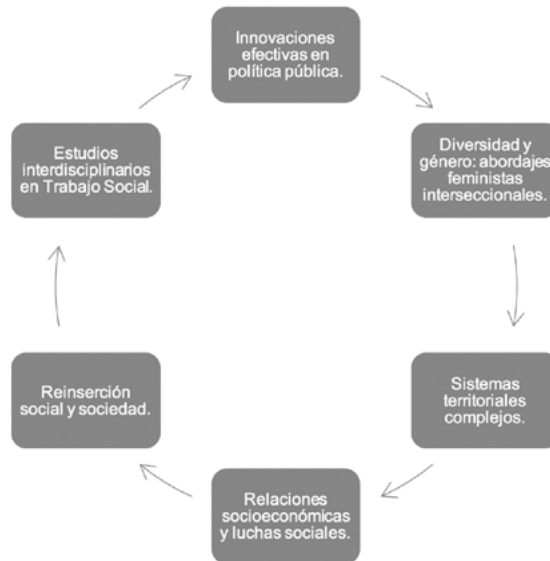 Innovaciones
efectivas en
política pública.
Diversidad y
género: abordajes
feministas
interseccionales.
Sistemas
territoriales
complejos.
Relaciones
socioeconómicas
y luchas sociales.
Reinserción
social y sociedad.
Estudios
interdisciplinarios
en Trabajo Social.